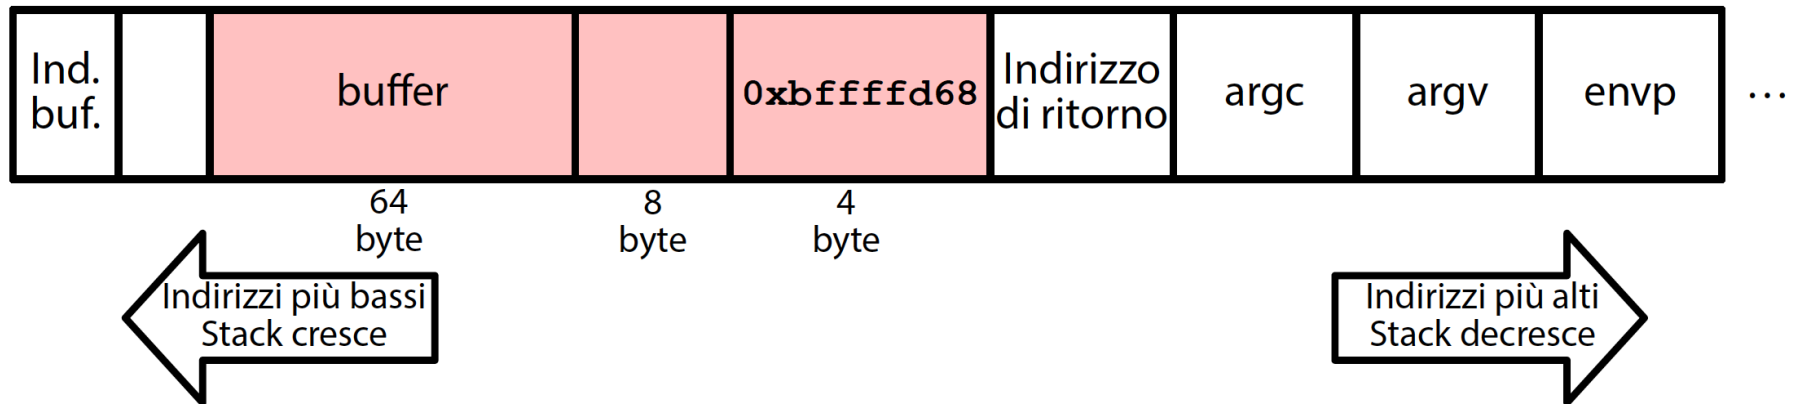 Ind.
buf.
buffer
0xbffffd68
Indirizzo
di ritorno
argc
argv
envp
...
64
byte
8
byte
4
byte
Indirizzi più bassi
Stack cresce
Indirizzi più alti
Stack decresce